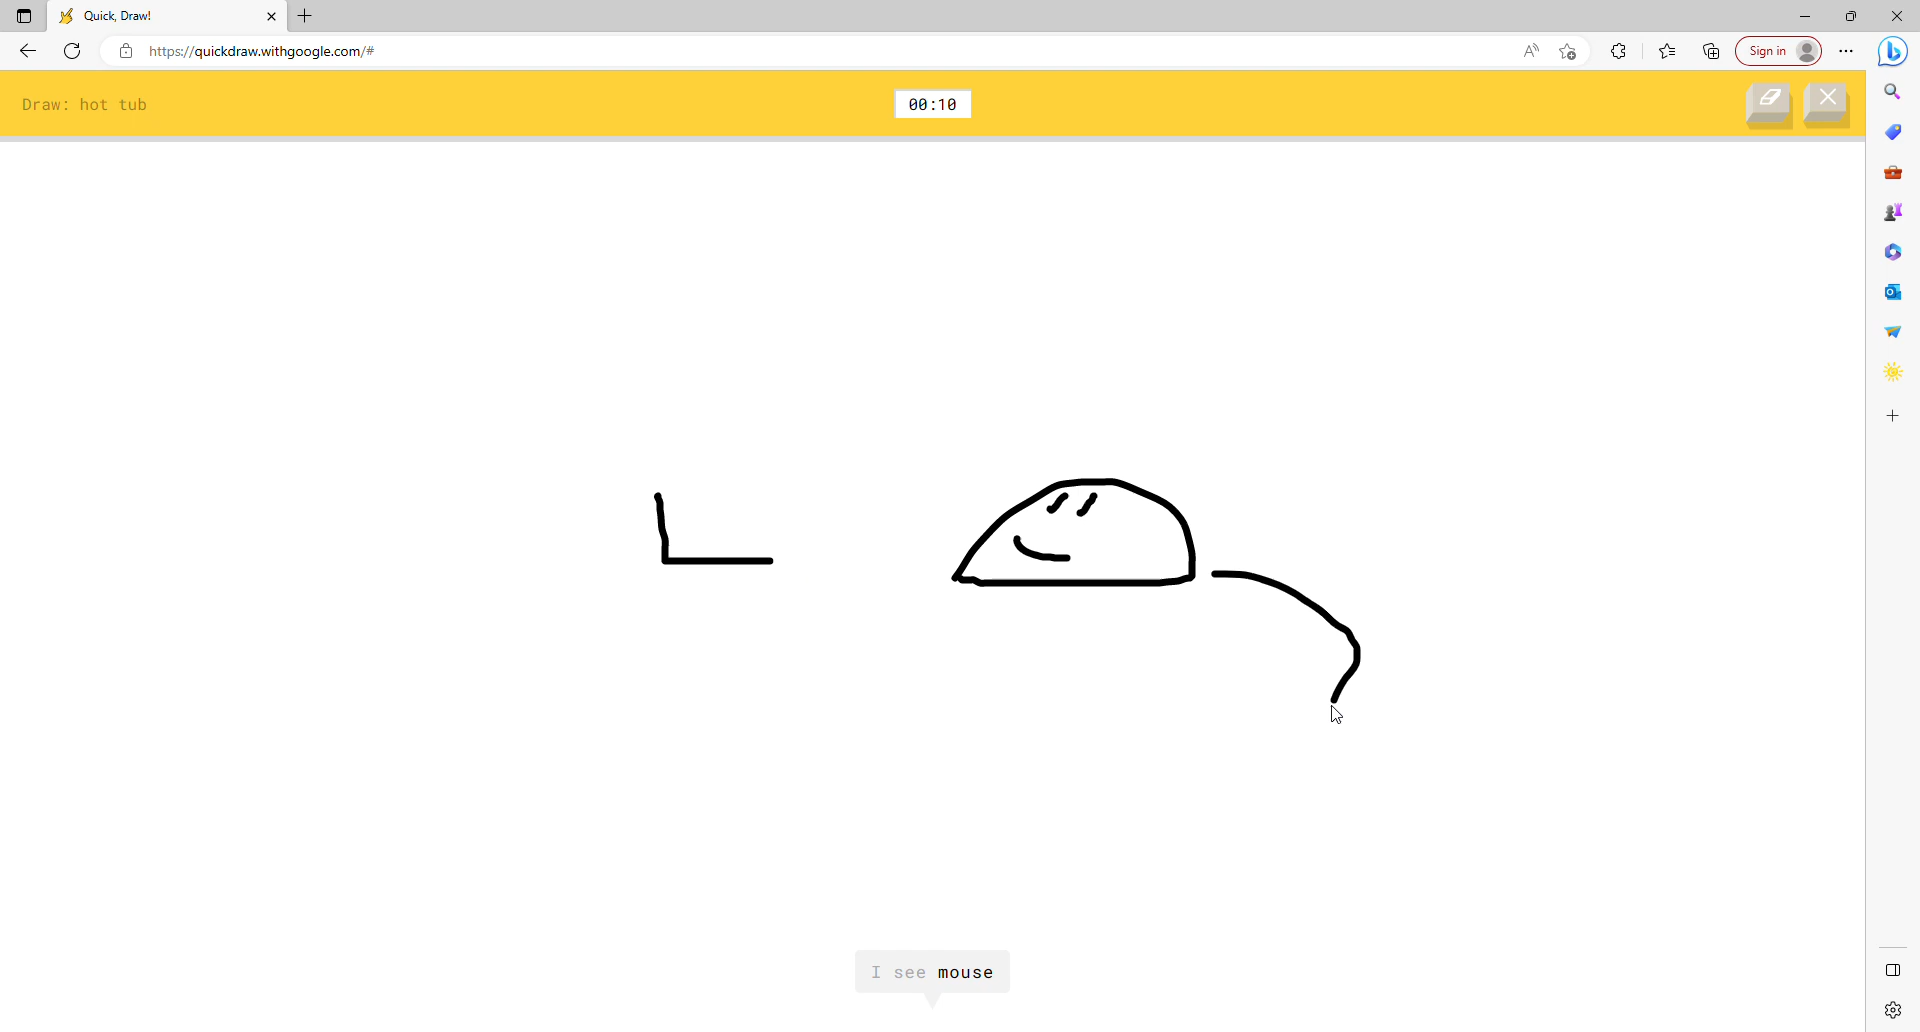 Quick, Draw!
https://quickdraw.withgoogle.com/#
Sign in
Draw: hot tub
00:10
I see mouse